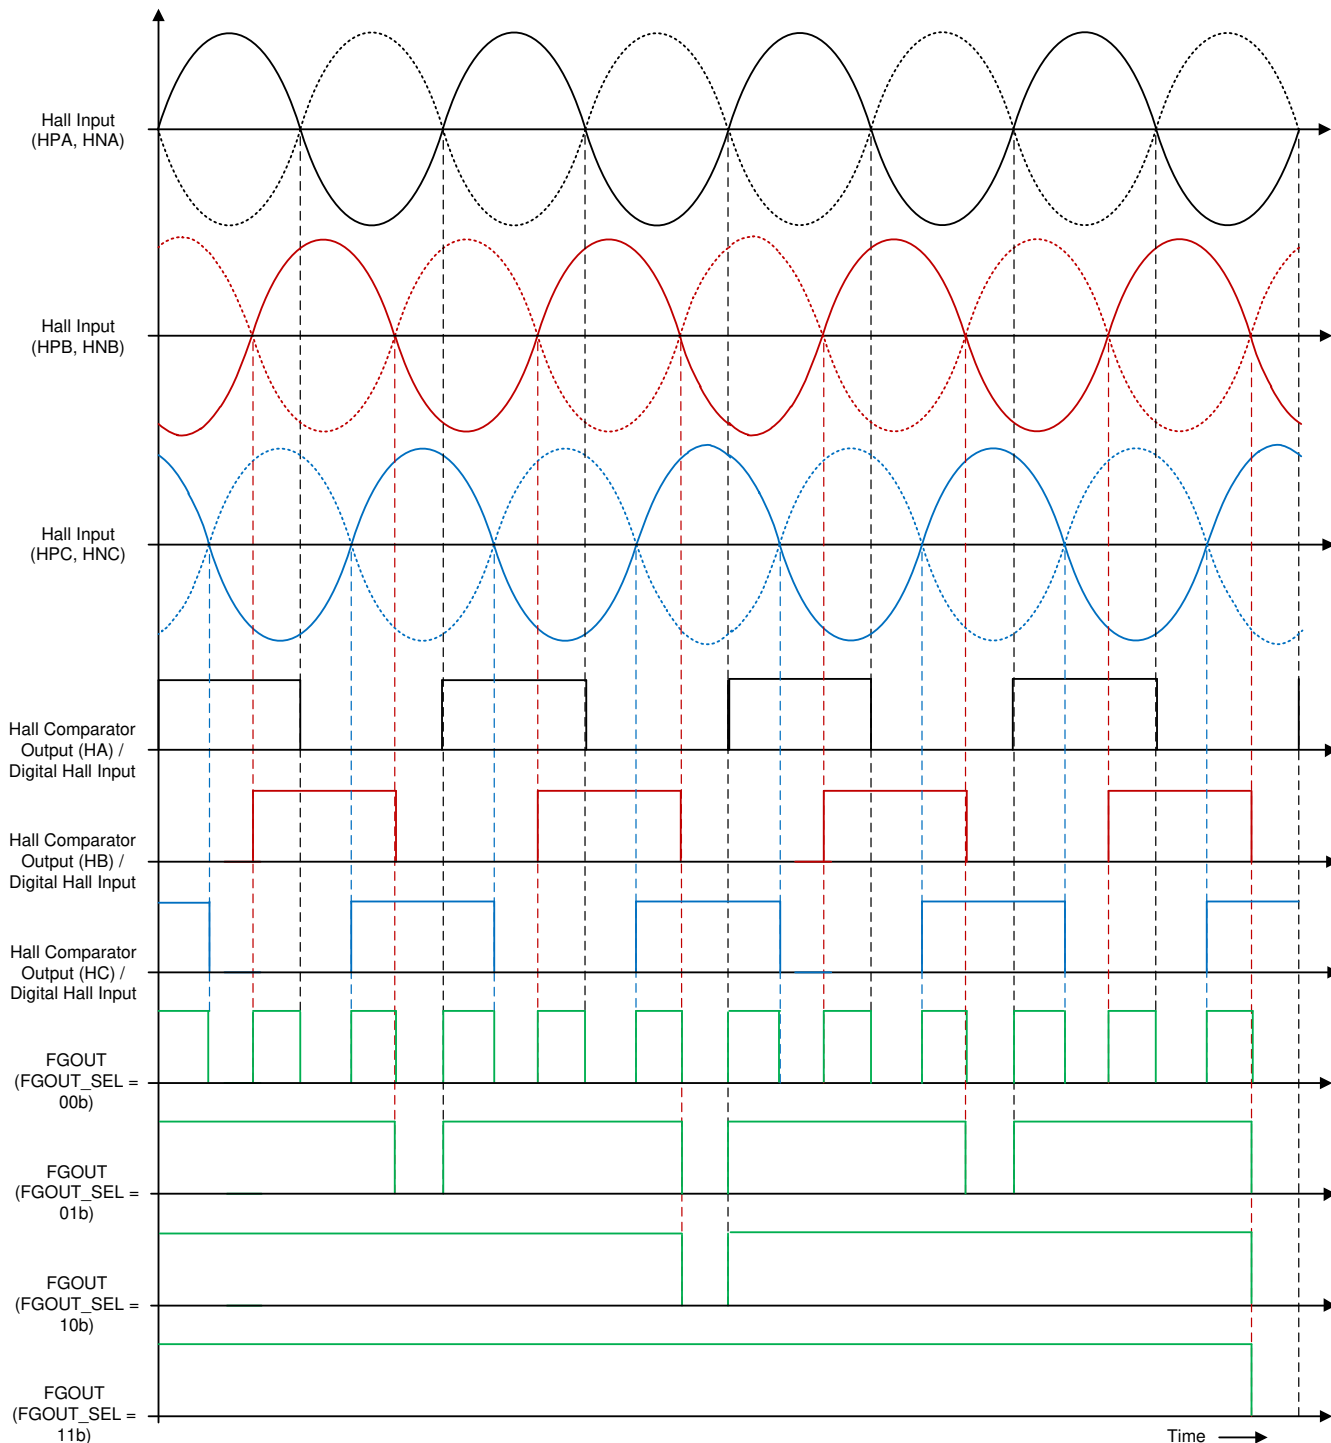 Hall Input
(HPA, HNA)
Hall Input
(HPB, HNB)
Hall Input
(HPC, HNC)
Hall Comparator
Output (HA) /
Digital Hall Input
Hall Comparator
Output (HB) /
Digital Hall Input
Hall Comparator
Output (HC) /
Digital Hall Input
FGOUT
(FGOUT_SEL =
00b)
FGOUT
(FGOUT_SEL =
01b)
FGOUT
(FGOUT_SEL =
10b)
FGOUT
(FGOUT_SEL =
11b)
Time